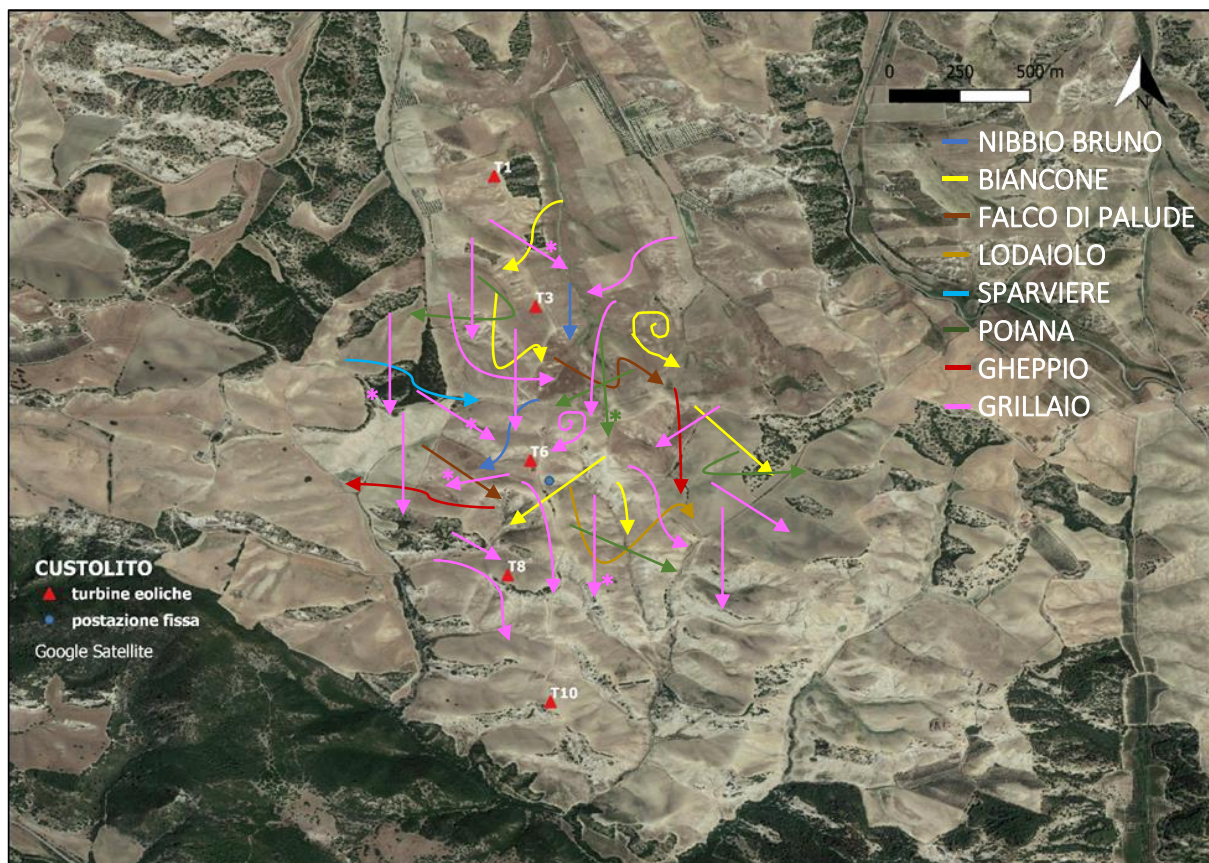 0 250 500 m
N
NIBBIO BRUNO
BIANCONE
FALCO DI PALUDE
LODAIOLO
SPARVIERE
POIANA
GHEPPIO
GRILLAIO
T1
*
*
T3
*
*
*
T6
*
T8
*
T10
CUSTOLITO
turbine eoliche
postazione fissa
Google Satellite